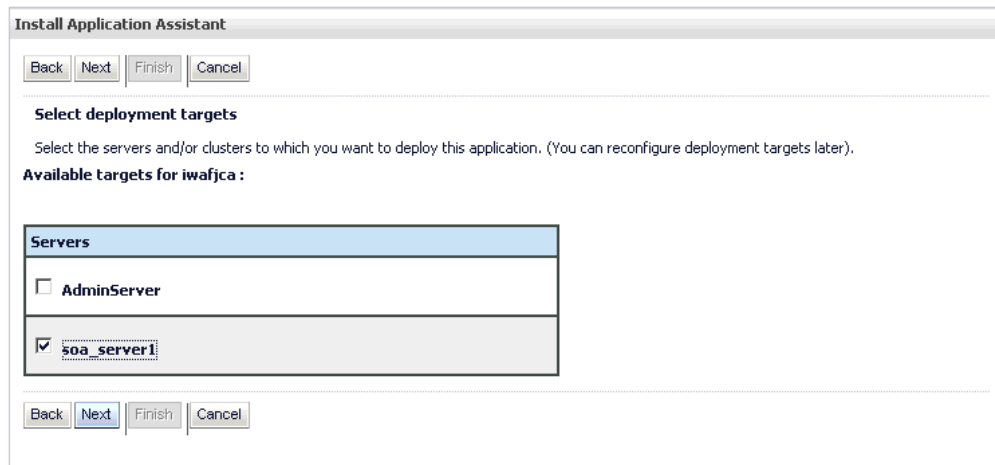 Install Application Assistant
Back Next Finish Cancel
Select deployment targets
Select the servers and/or clusters to which you want to deploy this application. (You can reconfigure deployment targets later).
Available targets for iwafjca :
Servers
AdminServer
soa_server1
Back Next Finish Cancel